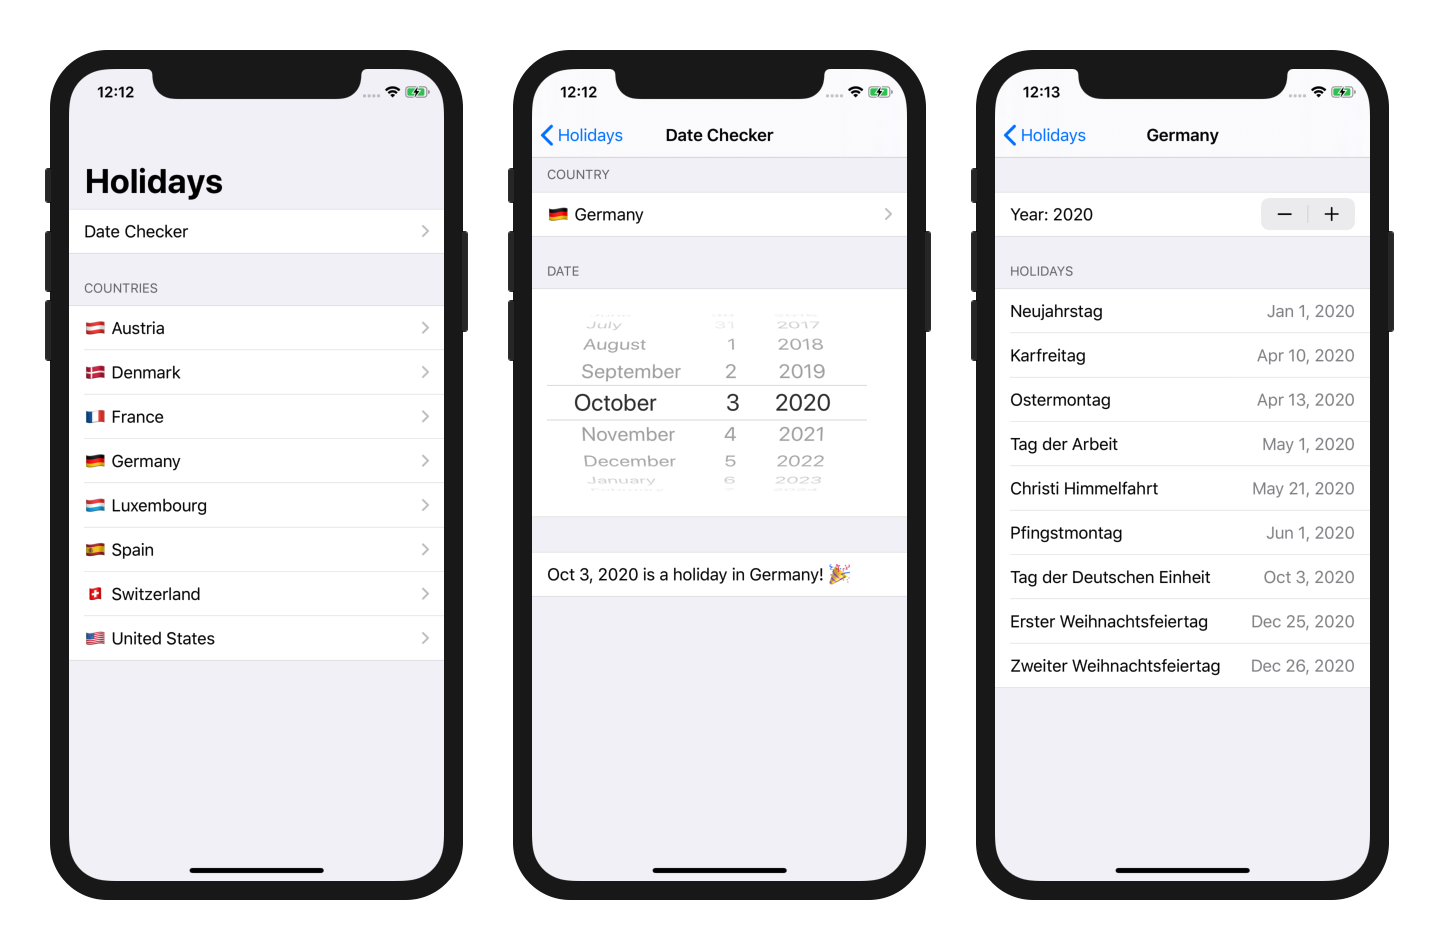 12:12
Holidays
Date Checker
COUNTRIES
Austria
Denmark
France
Germany
Luxembourg
Spain
Switzerland
United States
12:12
Holidays Date Checker
COUNTRY
Germany
DATE
July 31 2017
August 1 2018
September 2 2019
October 3 2020
November 4 2021
December 5 2022
January 6 2023
Oct 3, 2020 is a holiday in Germany! 🎉
12:13
Holidays Germany
Year: 2020 − +
HOLIDAYS
Neujahrstag Jan 1, 2020
Karfreitag Apr 10, 2020
Ostermontag Apr 13, 2020
Tag der Arbeit May 1, 2020
Christi Himmelfahrt May 21, 2020
Pfingstmontag Jun 1, 2020
Tag der Deutschen Einheit Oct 3, 2020
Erster Weihnachtsfeiertag Dec 25, 2020
Zweiter Weihnachtsfeiertag Dec 26, 2020